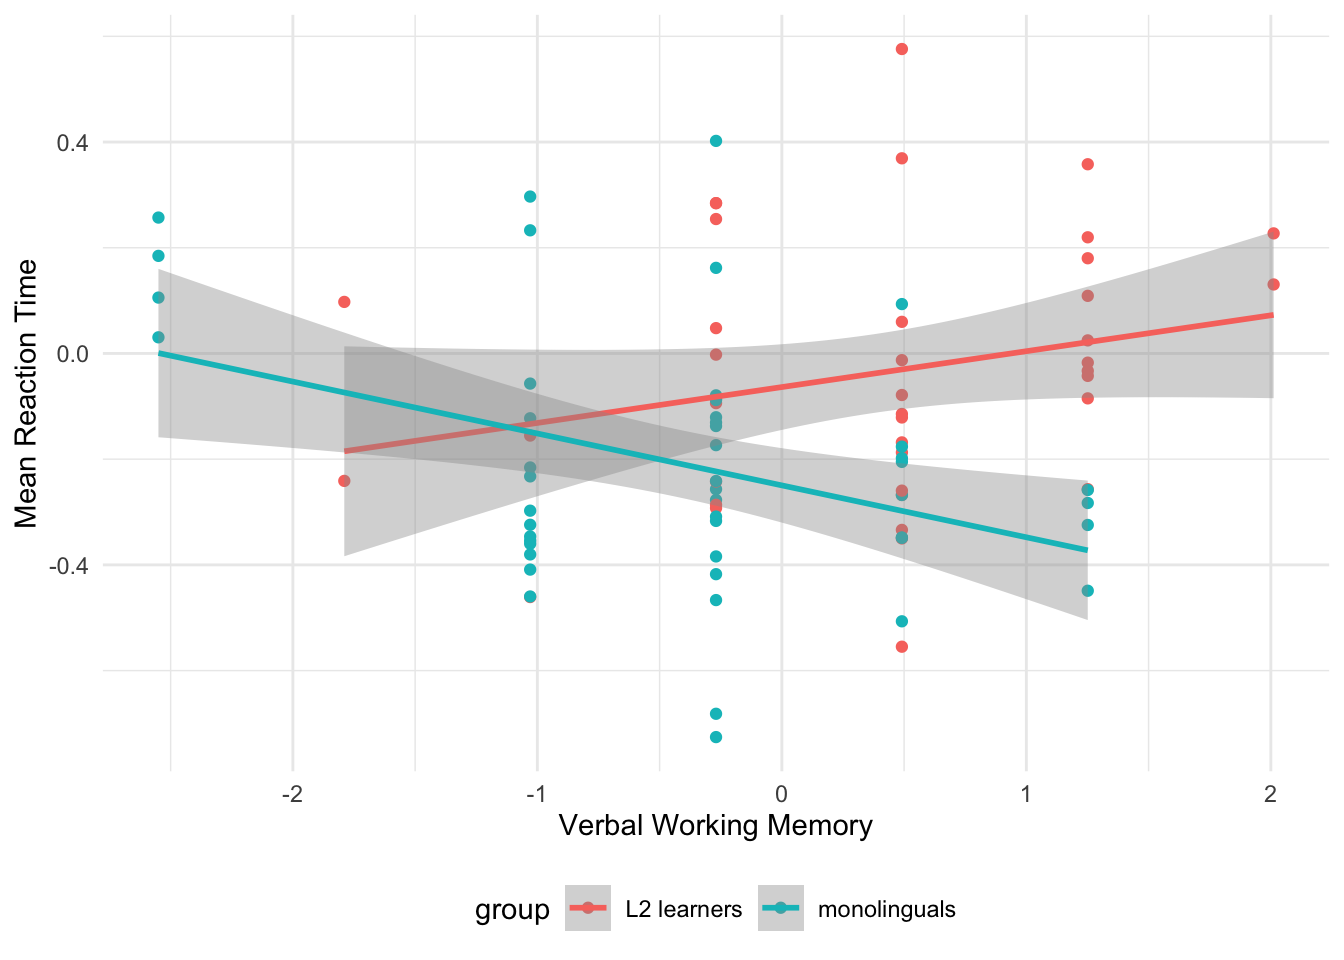 0.4
0.0
-0.4
Mean Reaction Time
-2 -1 0 1 2
Verbal Working Memory
group L2 learners monolinguals